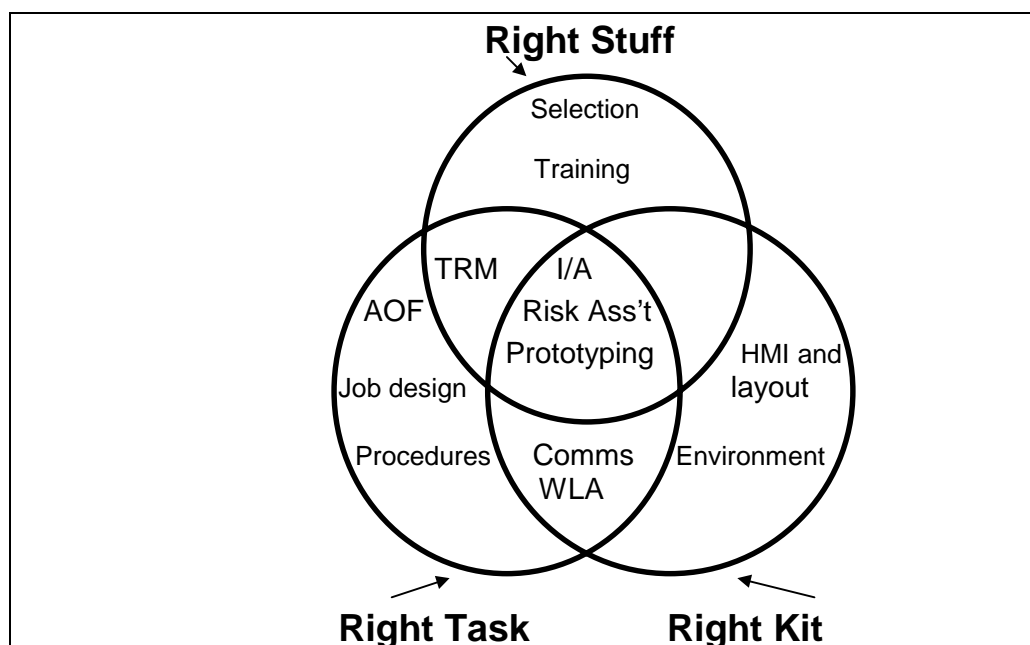 Right Stuff
Selection
Training
TRM
I/A
AOF
Risk Ass't
Prototyping
HMI and
layout
Job design
Procedures
Comms
WLA
Environment
Right Task
Right Kit